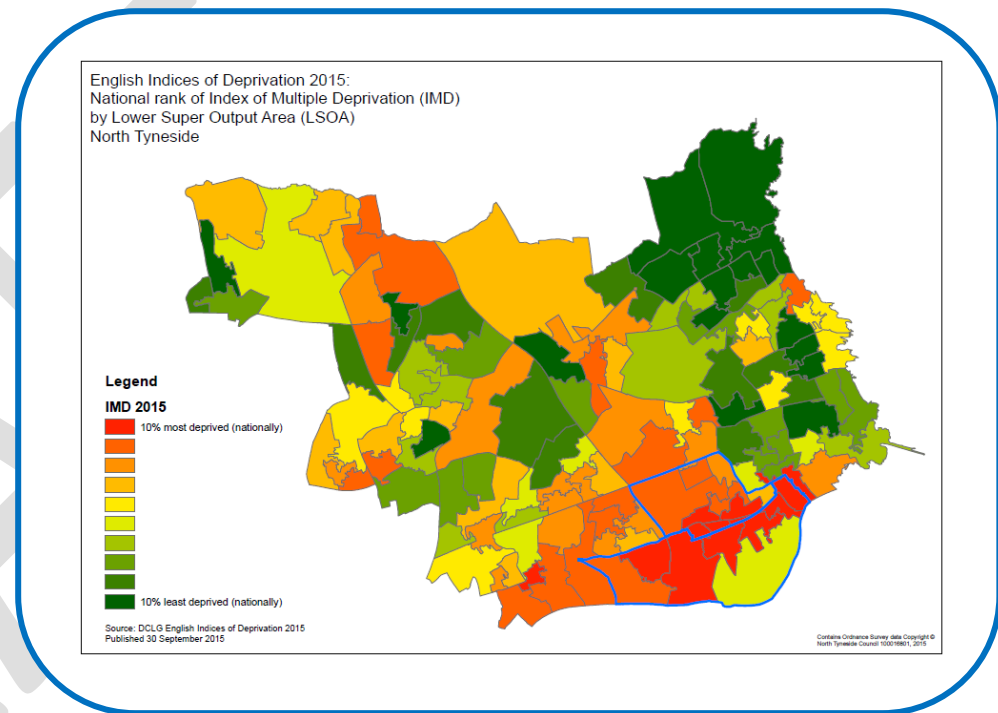 English Indices of Deprivation 2015:
National rank of Index of Multiple Deprivation (IMD)
by Lower Super Output Area (LSOA)
North Tyneside
Legend
IMD 2015
10% most deprived (nationally)
10% least deprived (nationally)
Source: DCLG English Indices of Deprivation 2015
Published 30 September 2015
Contains Ordnance Survey data Copyright ©
North Tyneside Council 100016801, 2015